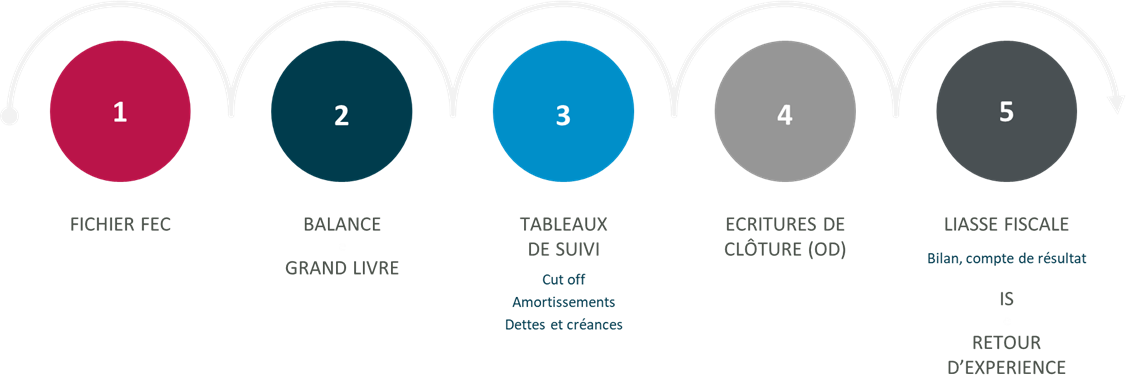 1
FICHIER FEC
2
BALANCE
GRAND LIVRE
3
TABLEAUX
DE SUIVI
Cut off
Amortissements
Dettes et créances
4
ECRITURES DE
CLÔTURE (OD)
5
LIASSE FISCALE
Bilan, compte de résultat
IS
RETOUR
D’EXPERIENCE